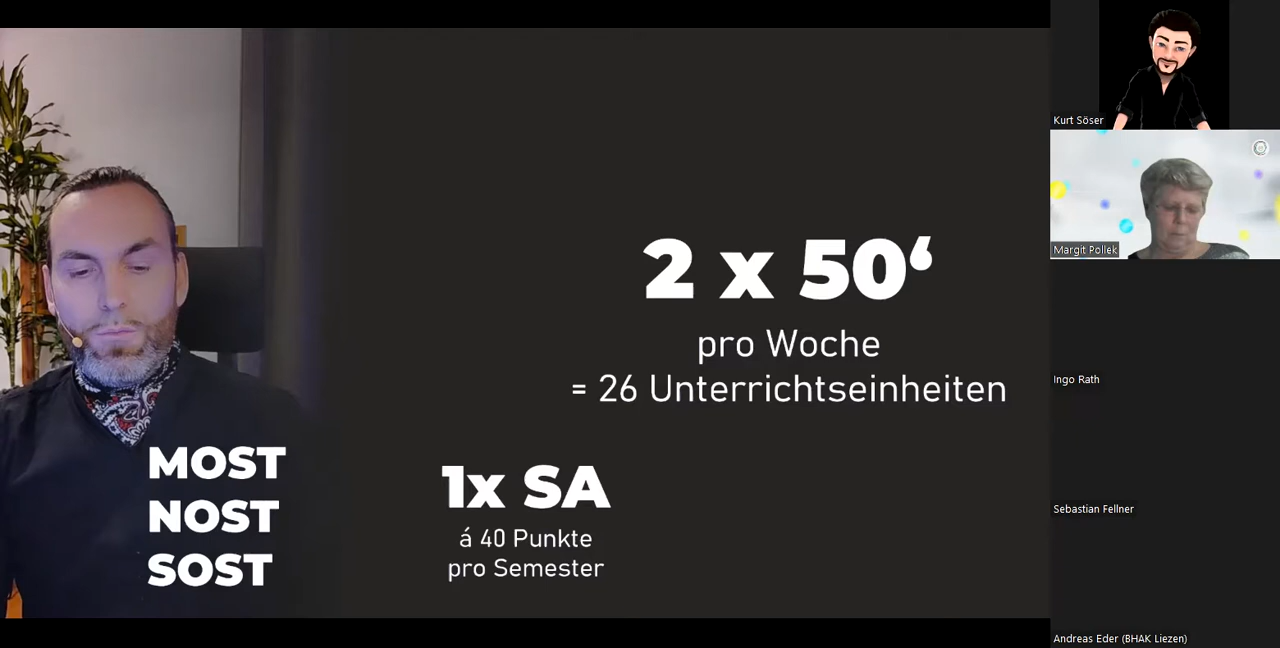 2 x 50‘
pro Woche
= 26 Unterrichtseinheiten
MOST
NOST
SOST
1x SA
á 40 Punkte
pro Semester
Kurt Söser
Margit Pollek
Ingo Rath
Sebastian Fellner
Andreas Eder (BHAK Liezen)